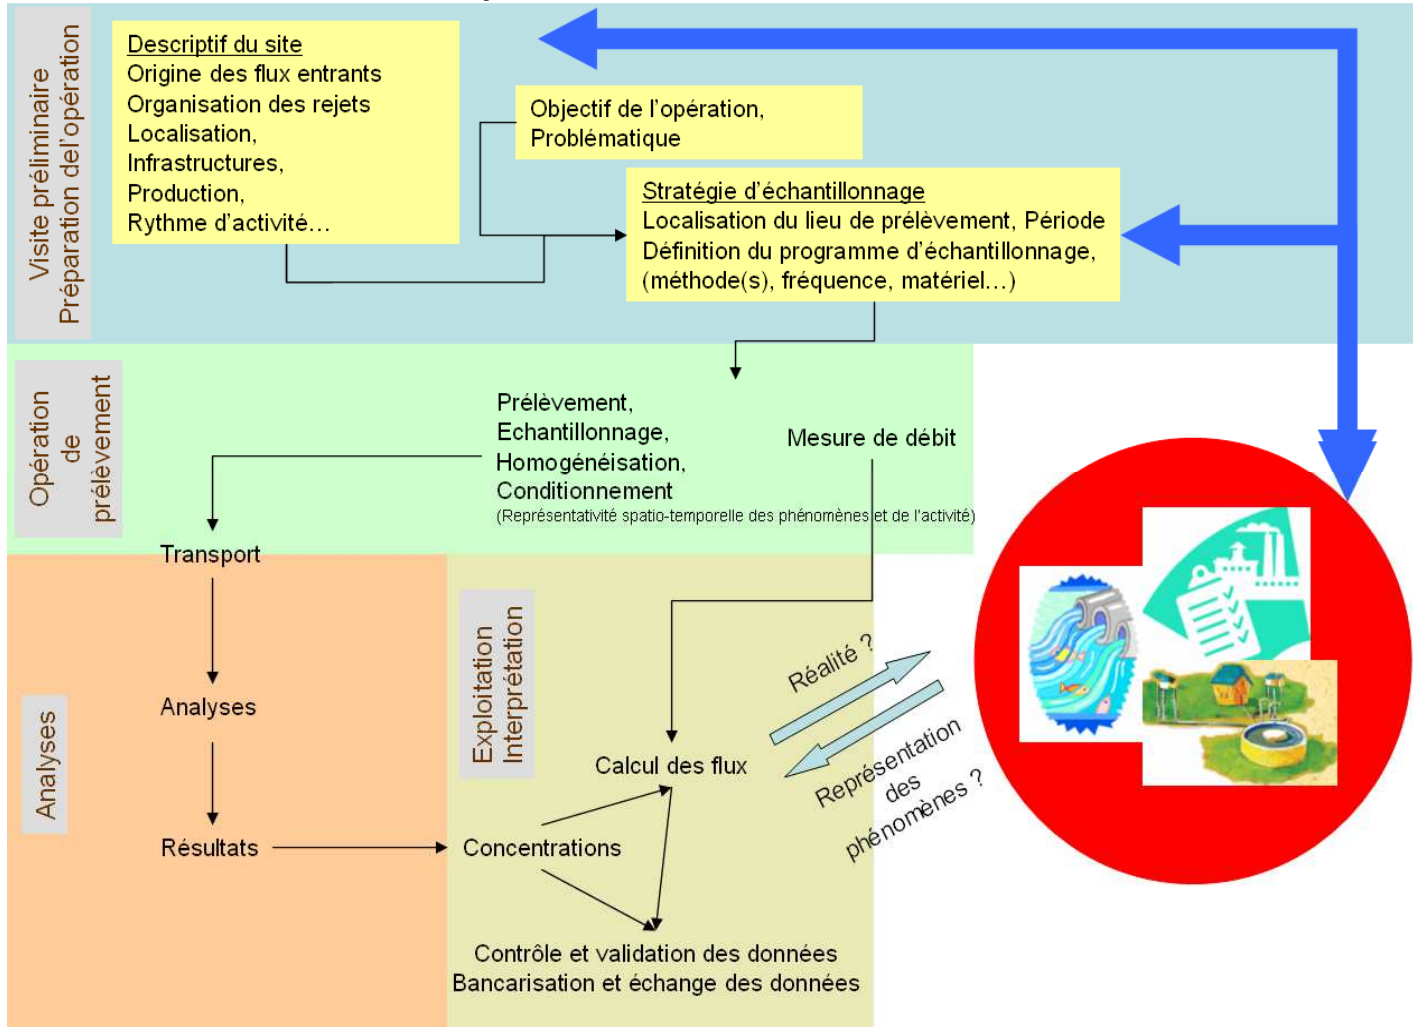 Visite préliminaire
Préparation del'opération
Descriptif du site
Origine des flux entrants
Organisation des rejets
Localisation,
Infrastructures,
Production,
Rythme d'activité...
Objectif de l'opération,
Problématique
Stratégie d'échantillonnage
Localisation du lieu de prélèvement, Période
Définition du programme d'échantillonnage,
(méthode(s), fréquence, matériel...)
Opération
de
prélèvement
Prélèvement,
Echantillonnage,
Homogénéisation,
Conditionnement
(Représentativité spatio-temporelle des phénomènes et de l'activité)
Mesure de débit
Transport
Analyses
Analyses
Résultats
Exploitation
Interprétation
Calcul des flux
Concentrations
Contrôle et validation des données
Bancarisation et échange des données
Réalité ?
Représentation
des
phénomènes ?